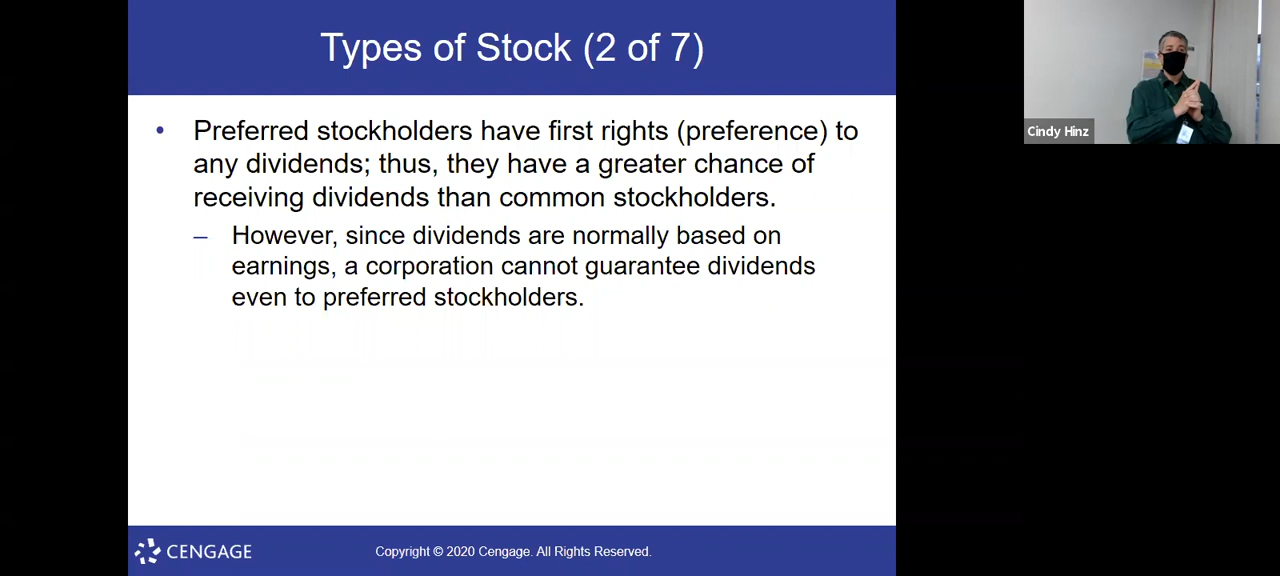 Types of Stock (2 of 7)
• Preferred stockholders have first rights (preference) to
any dividends; thus, they have a greater chance of
receiving dividends than common stockholders.
– However, since dividends are normally based on
earnings, a corporation cannot guarantee dividends
even to preferred stockholders.
Cindy Hinz
CENGAGE
Copyright © 2020 Cengage. All Rights Reserved.